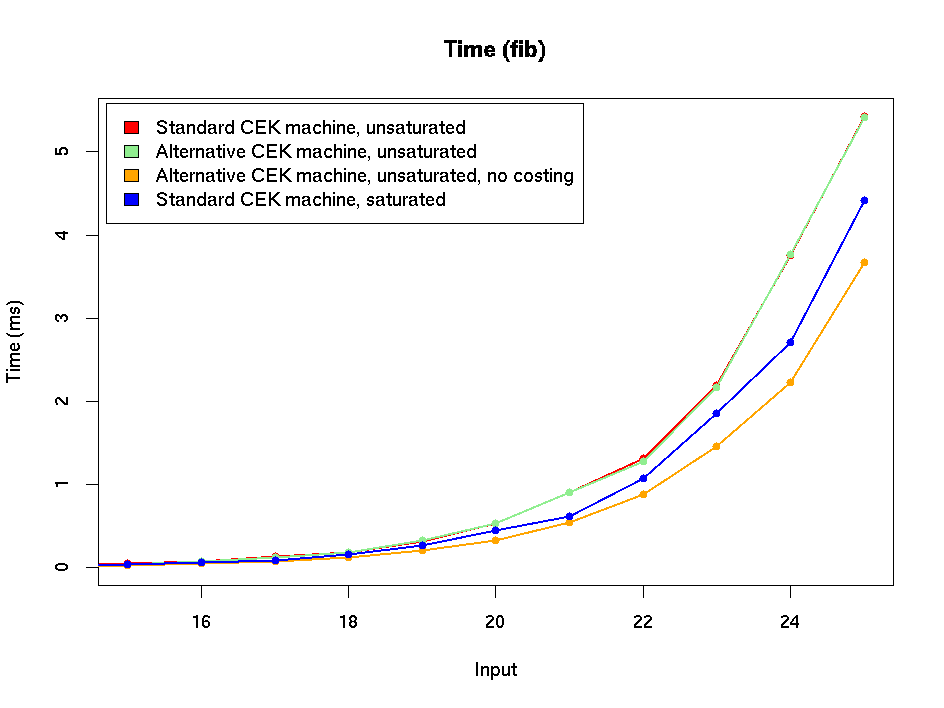 Time (fib)
Standard CEK machine, unsaturated
Alternative CEK machine, unsaturated
Alternative CEK machine, unsaturated, no costing
Standard CEK machine, saturated
Time (ms)
5
4
3
2
1
0
16 18 20 22 24
Input